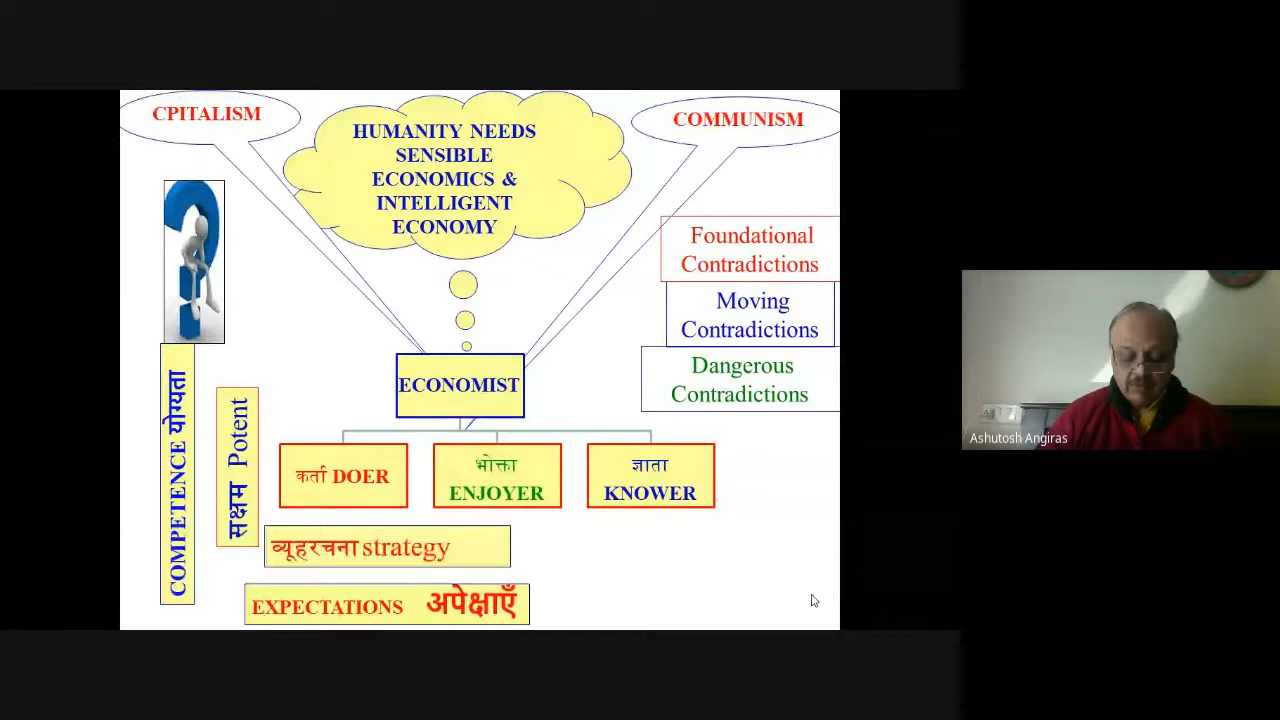 CPITALISM
HUMANITY NEEDS
SENSIBLE
ECONOMICS &
INTELLIGENT
ECONOMY
COMMUNISM
Foundational
Contradictions
Moving
Contradictions
Dangerous
Contradictions
ECONOMIST
COMPETENCE योग्यता
सक्षम Potent
कर्ता DOER
भोक्ता
ENJOYER
ज्ञाता
KNOWER
व्यूहरचना strategy
EXPECTATIONS अपेक्षाएँ
Ashutosh Angiras